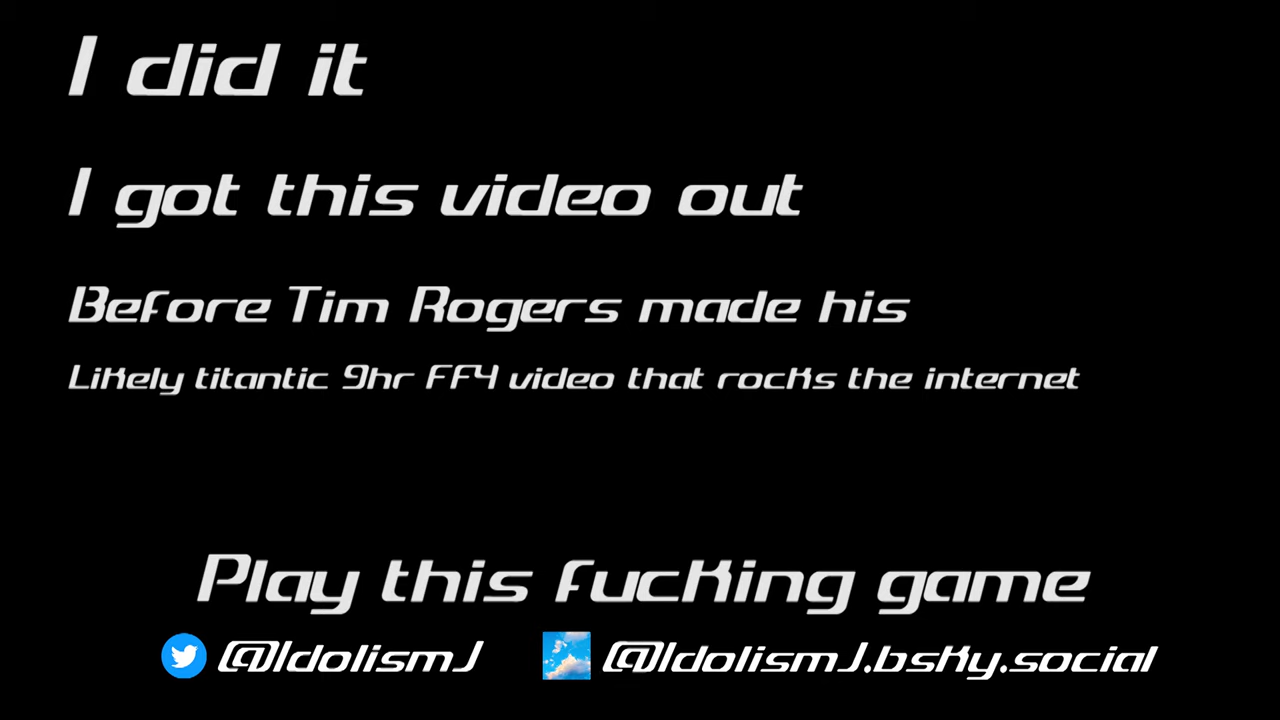 I did it
I got this video out
Before Tim Rogers made his
Likely titantic 9hr FF4 video that rocks the internet
Play this fucking game
@IdolismJ @IdolismJ.bsky.social